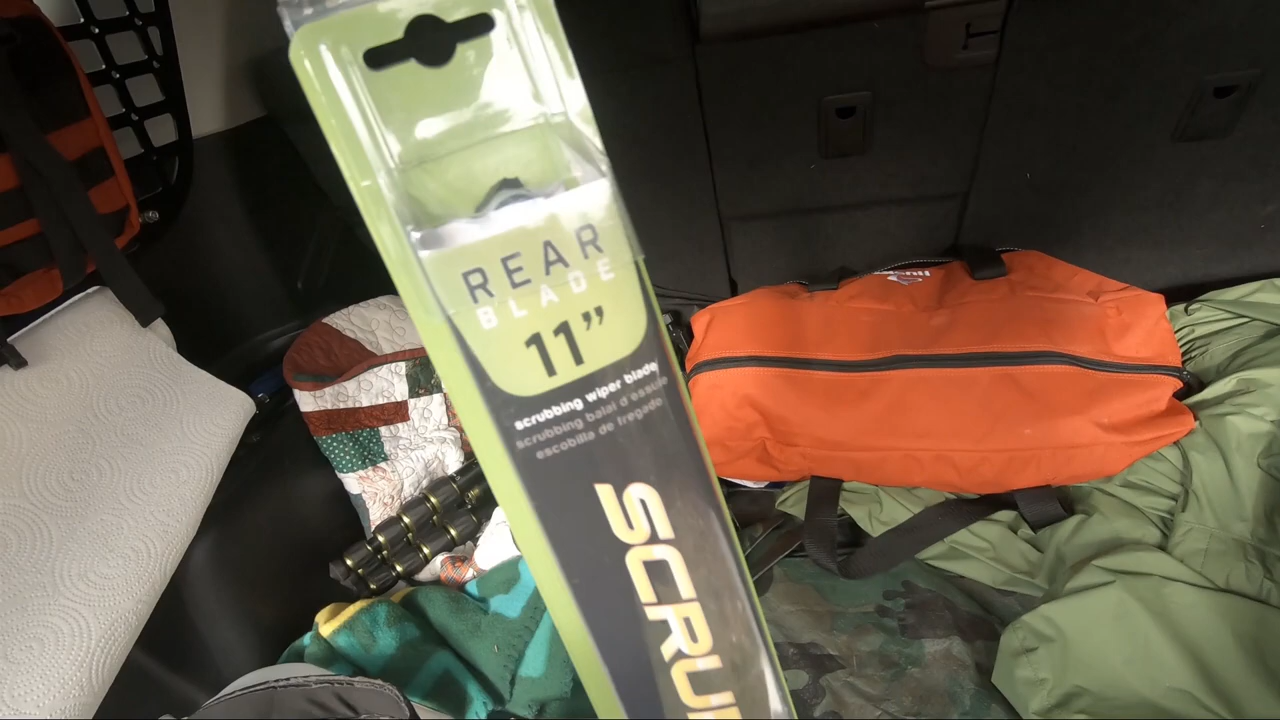 REAR
BLADE
11”
scrubbing wiper blade
scrubbing balai d'essuie
escobilla de fregado
SCRU